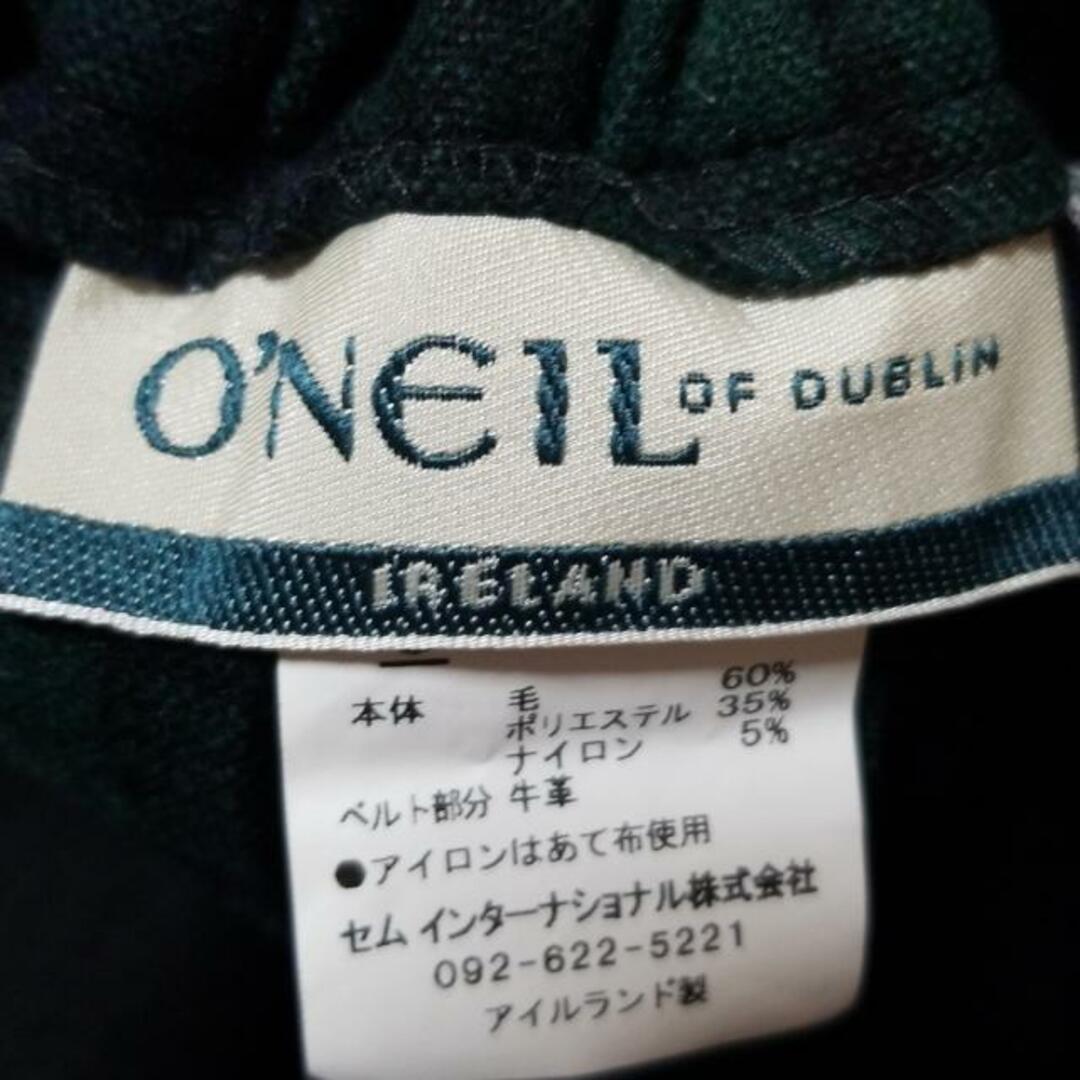 O'NEIL OF DUBLIN
IRELAND
本体 毛 60%
ポリエステル 35%
ナイロン 5%
ベルト部分 牛革
●アイロンはあて布使用
セム インターナショナル株式会社
092-622-5221
アイルランド製